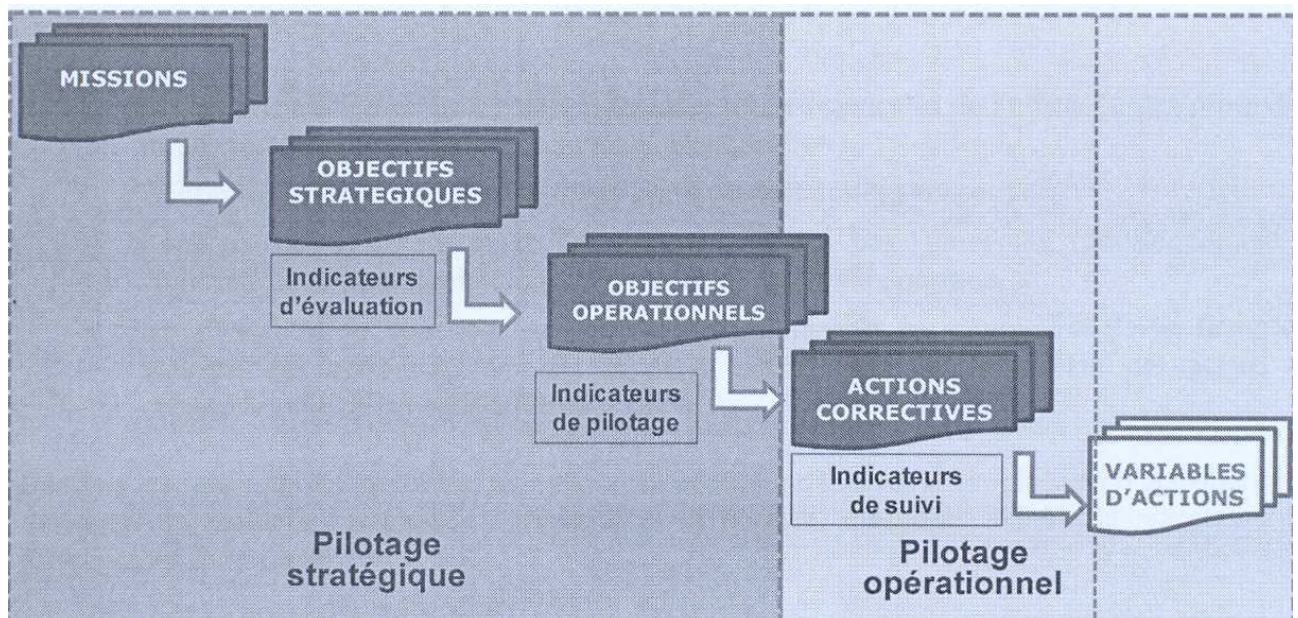 MISSIONS
OBJECTIFS
STRATEGIQUES
Indicateurs
d'évaluation
OBJECTIFS
OPERATIONNELS
Indicateurs
de pilotage
ACTIONS
CORRECTIVES
Indicateurs
de suivi
VARIABLES
D'ACTIONS
Pilotage
stratégique
Pilotage
opérationnel